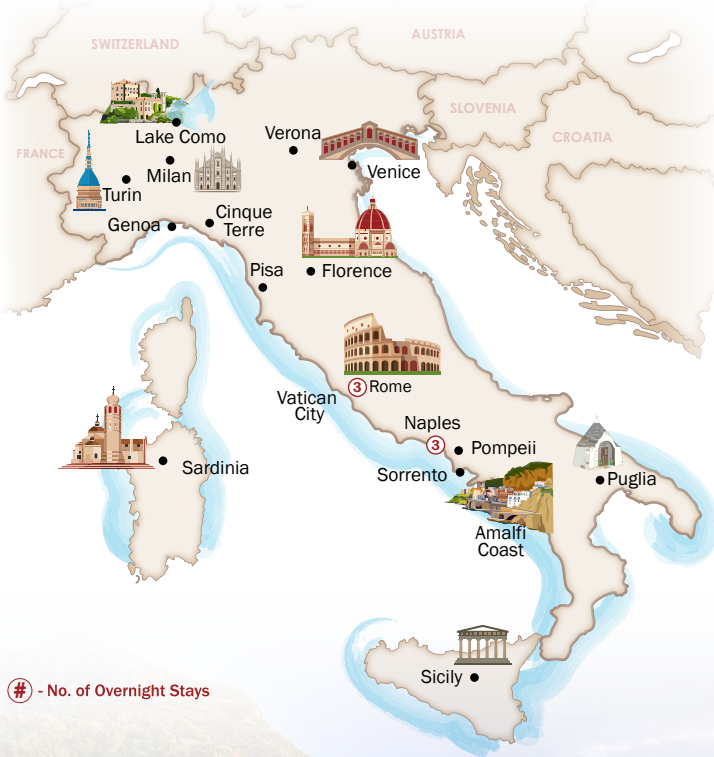 AUSTRIA
SWITZERLAND
SLOVENIA
CROATIA
FRANCE
Lake Como
Verona
Venice
Milan
Turin
Cinque
Terre
Genoa
Pisa
Florence
3 Rome
Vatican
City
Naples
3
Pompeii
Sorrento
Sardinia
Puglia
Amalfi
Coast
Sicily
# - No. of Overnight Stays